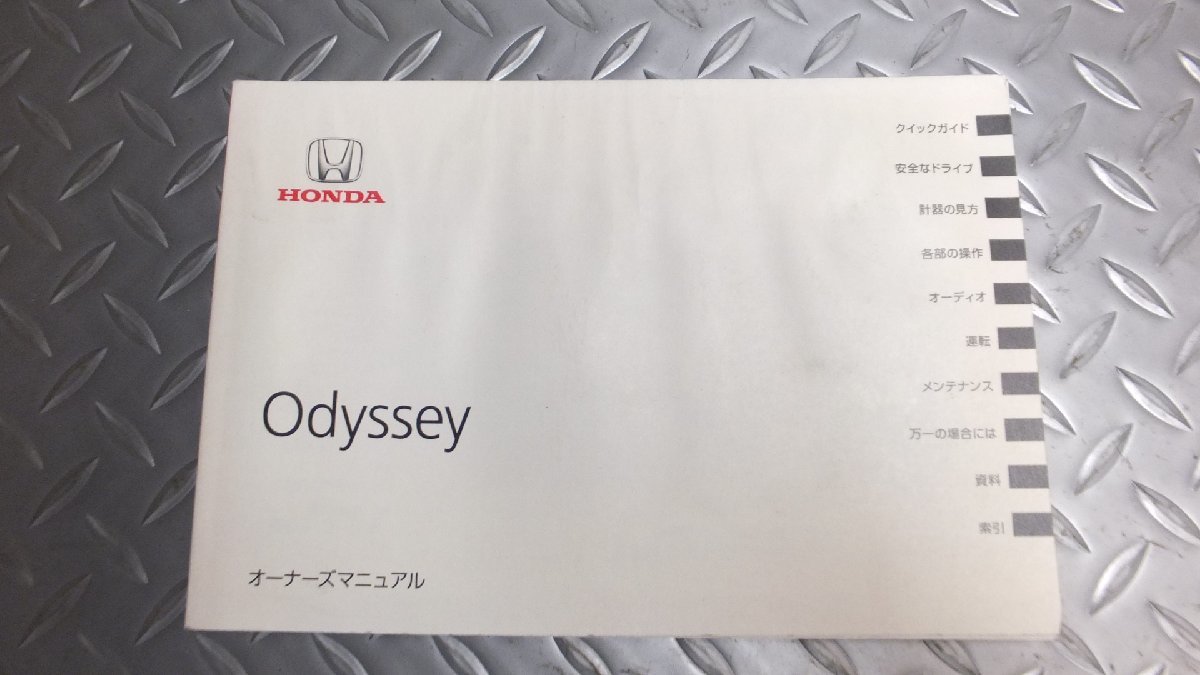 HONDA
クイックガイド
安全なドライブ
計器の見方
各部の操作
オーディオ
運転
メンテナンス
万一の場合には
資料
索引
Odyssey
オーナーズマニュアル